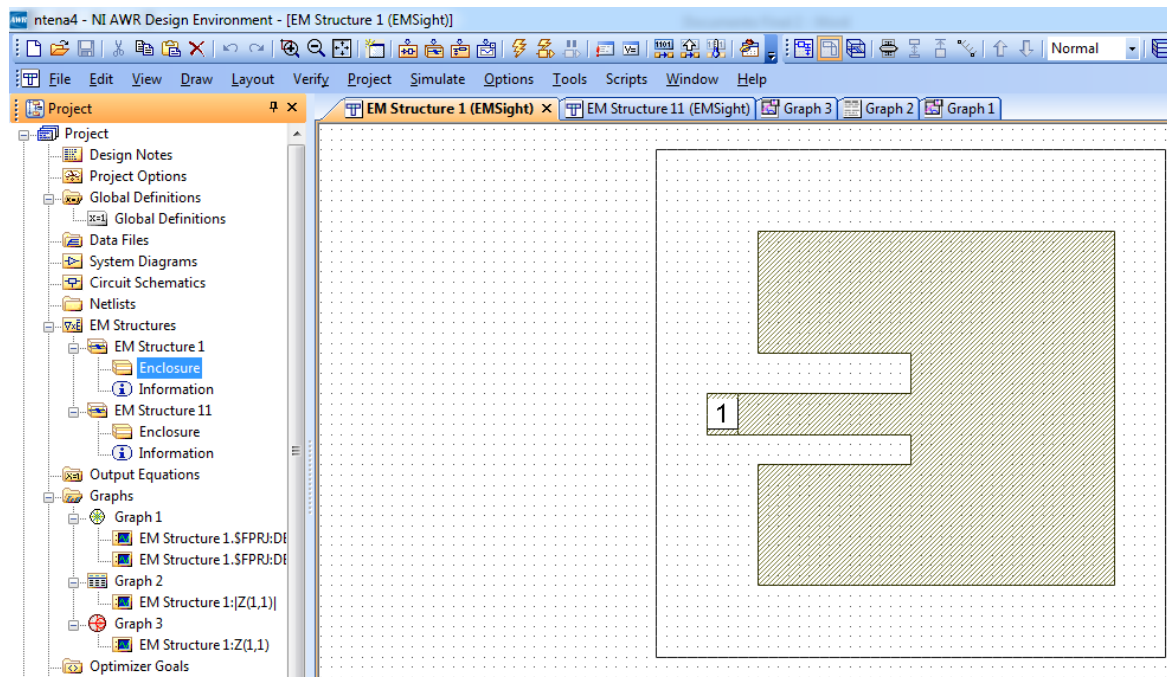 ntena4 - NI AWR Design Environment - [EM Structure 1 (EMSight)]
Normal
File Edit View Draw Layout Verify Project Simulate Options Tools Scripts Window Help
Project
EM Structure 1 (EMSight) EM Structure 11 (EMSight) Graph 3 Graph 2 Graph 1
Project
Design Notes
Project Options
Global Definitions
Global Definitions
Data Files
System Diagrams
Circuit Schematics
Netlists
EM Structures
EM Structure 1
Enclosure
Information
EM Structure 11
Enclosure
Information
Output Equations
Graphs
Graph 1
EM Structure 1.$FPRJ:DE
EM Structure 1.$FPRJ:DE
Graph 2
EM Structure 1:|Z(1,1)|
Graph 3
EM Structure 1:Z(1,1)
Optimizer Goals
1